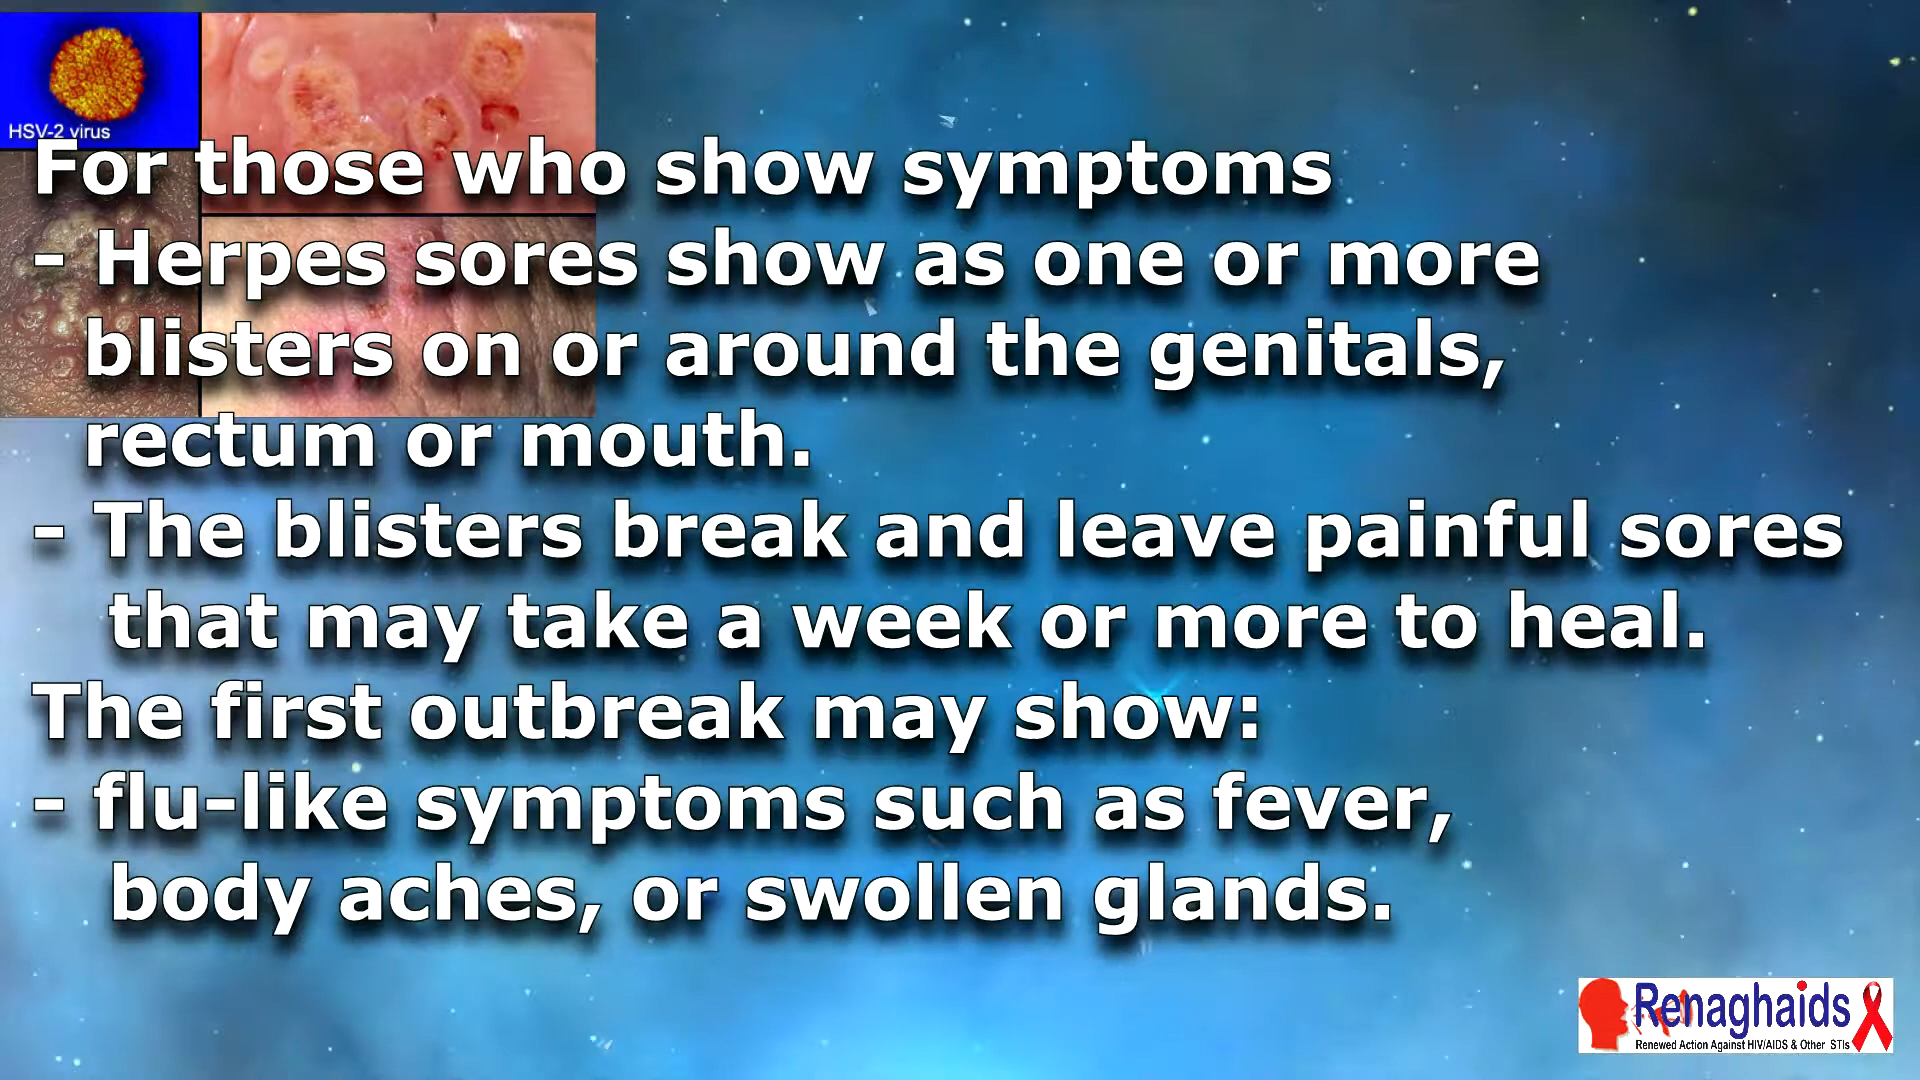 HSV-2 virus
For those who show symptoms
- Herpes sores show as one or more
blisters on or around the genitals,
rectum or mouth.
- The blisters break and leave painful sores
that may take a week or more to heal.
The first outbreak may show:
- flu-like symptoms such as fever,
body aches, or swollen glands.
Renaghaids
Renewed Action Against HIV/AIDS & Other STIs